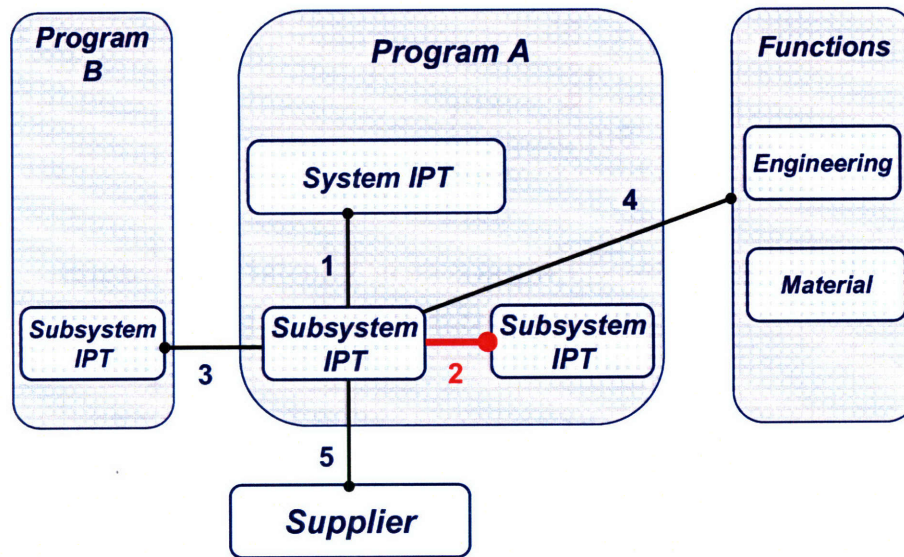 Program
B
Program A
Functions
System IPT
Engineering
4
Material
1
Subsystem
IPT
3
Subsystem
IPT
2
Subsystem
IPT
5
Supplier